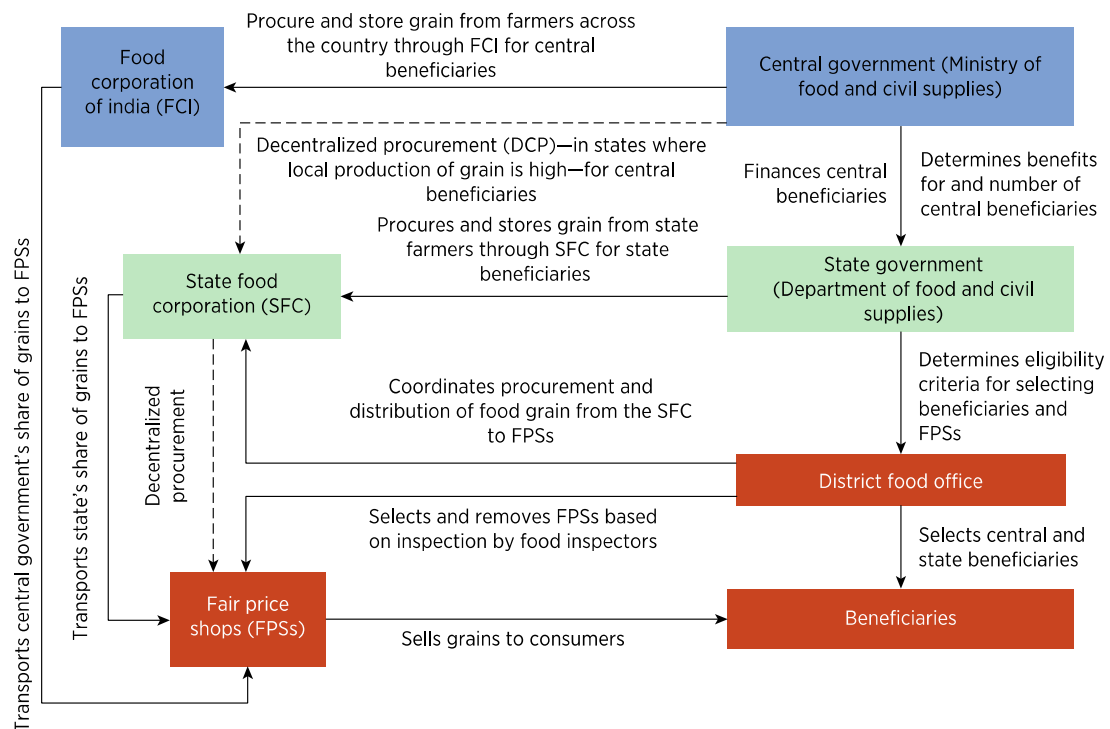 Procure and store grain from farmers across
the country through FCI for central
beneficiaries
Food
corporation
of india (FCI)
Central government (Ministry of
food and civil supplies)
Decentralized procurement (DCP)—in states where
local production of grain is high—for central
beneficiaries
Finances central
beneficiaries
Determines benefits
for and number of
central beneficiaries
Procures and stores grain from state
farmers through SFC for state
beneficiaries
State food
corporation (SFC)
State government
(Department of food and civil
supplies)
Transports central government's share of grains to FPSs
Transports state's share of grains to FPSs
Decentralized
procurement
Coordinates procurement and
distribution of food grain from the SFC
to FPSs
Determines eligibility
criteria for selecting
beneficiaries and
FPSs
District food office
Selects and removes FPSs based
on inspection by food inspectors
Selects central and
state beneficiaries
Fair price
shops (FPSs)
Sells grains to consumers
Beneficiaries